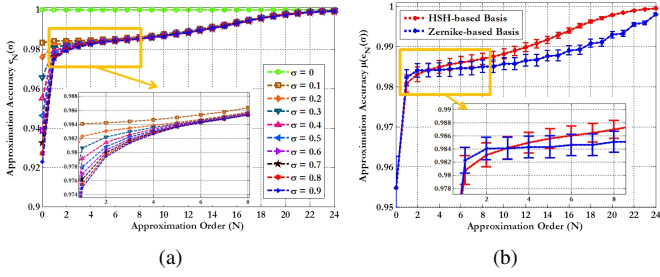 Approximation Accuracy e_N(σ)
1
0.98
0.96
0.94
0.92
0.9
0 2 4 6 8 10 12 14 16 18 20 22 24
Approximation Order (N)
0.988
0.986
0.984
0.982
0.980
0.978
0.976
0.974
2 4 6 8
σ = 0
σ = 0.1
σ = 0.2
σ = 0.3
σ = 0.4
σ = 0.5
σ = 0.6
σ = 0.7
σ = 0.8
σ = 0.9
(a)
Approximation Accuracy μ(e_N(σ))
0.99
0.98
0.97
0.96
0.95
0 2 4 6 8 10 12 14 16 18 20 22 24
Approximation Order (N)
HSH-based Basis
Zernike-based Basis
0.99
0.988
0.986
0.984
0.982
0.98
0.978
2 4 6 8
(b)